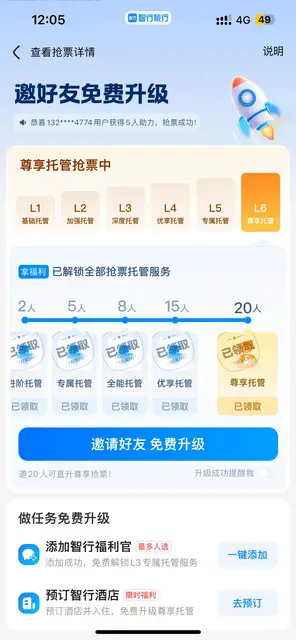 12:05
智行旅行
4G 49
查看抢票详情
说明
邀好友免费升级
恭喜132****4774用户获得5人助力，抢票成功！
尊享托管抢票中
L1
基础托管
L2
加强托管
L3
深度托管
L4
优享托管
L5
专属托管
L6
尊享托管
拿福利 已解锁全部抢票托管服务
2人 5人 8人 15人 20人
已领取 已领取 已领取 已领取 已领取
进阶托管 专属托管 全能托管 优享托管 尊享托管
已领取 已领取 已领取 已领取 已领取
邀请好友 免费升级
邀20人可直升尊享抢票！
升级成功提醒我
做任务免费升级
添加智行福利官 最多人选
添加成功，免费解锁L3专属托管服务
一键添加
预订智行酒店 限时福利
预订酒店并入住，免费升级尊享托管
去预订